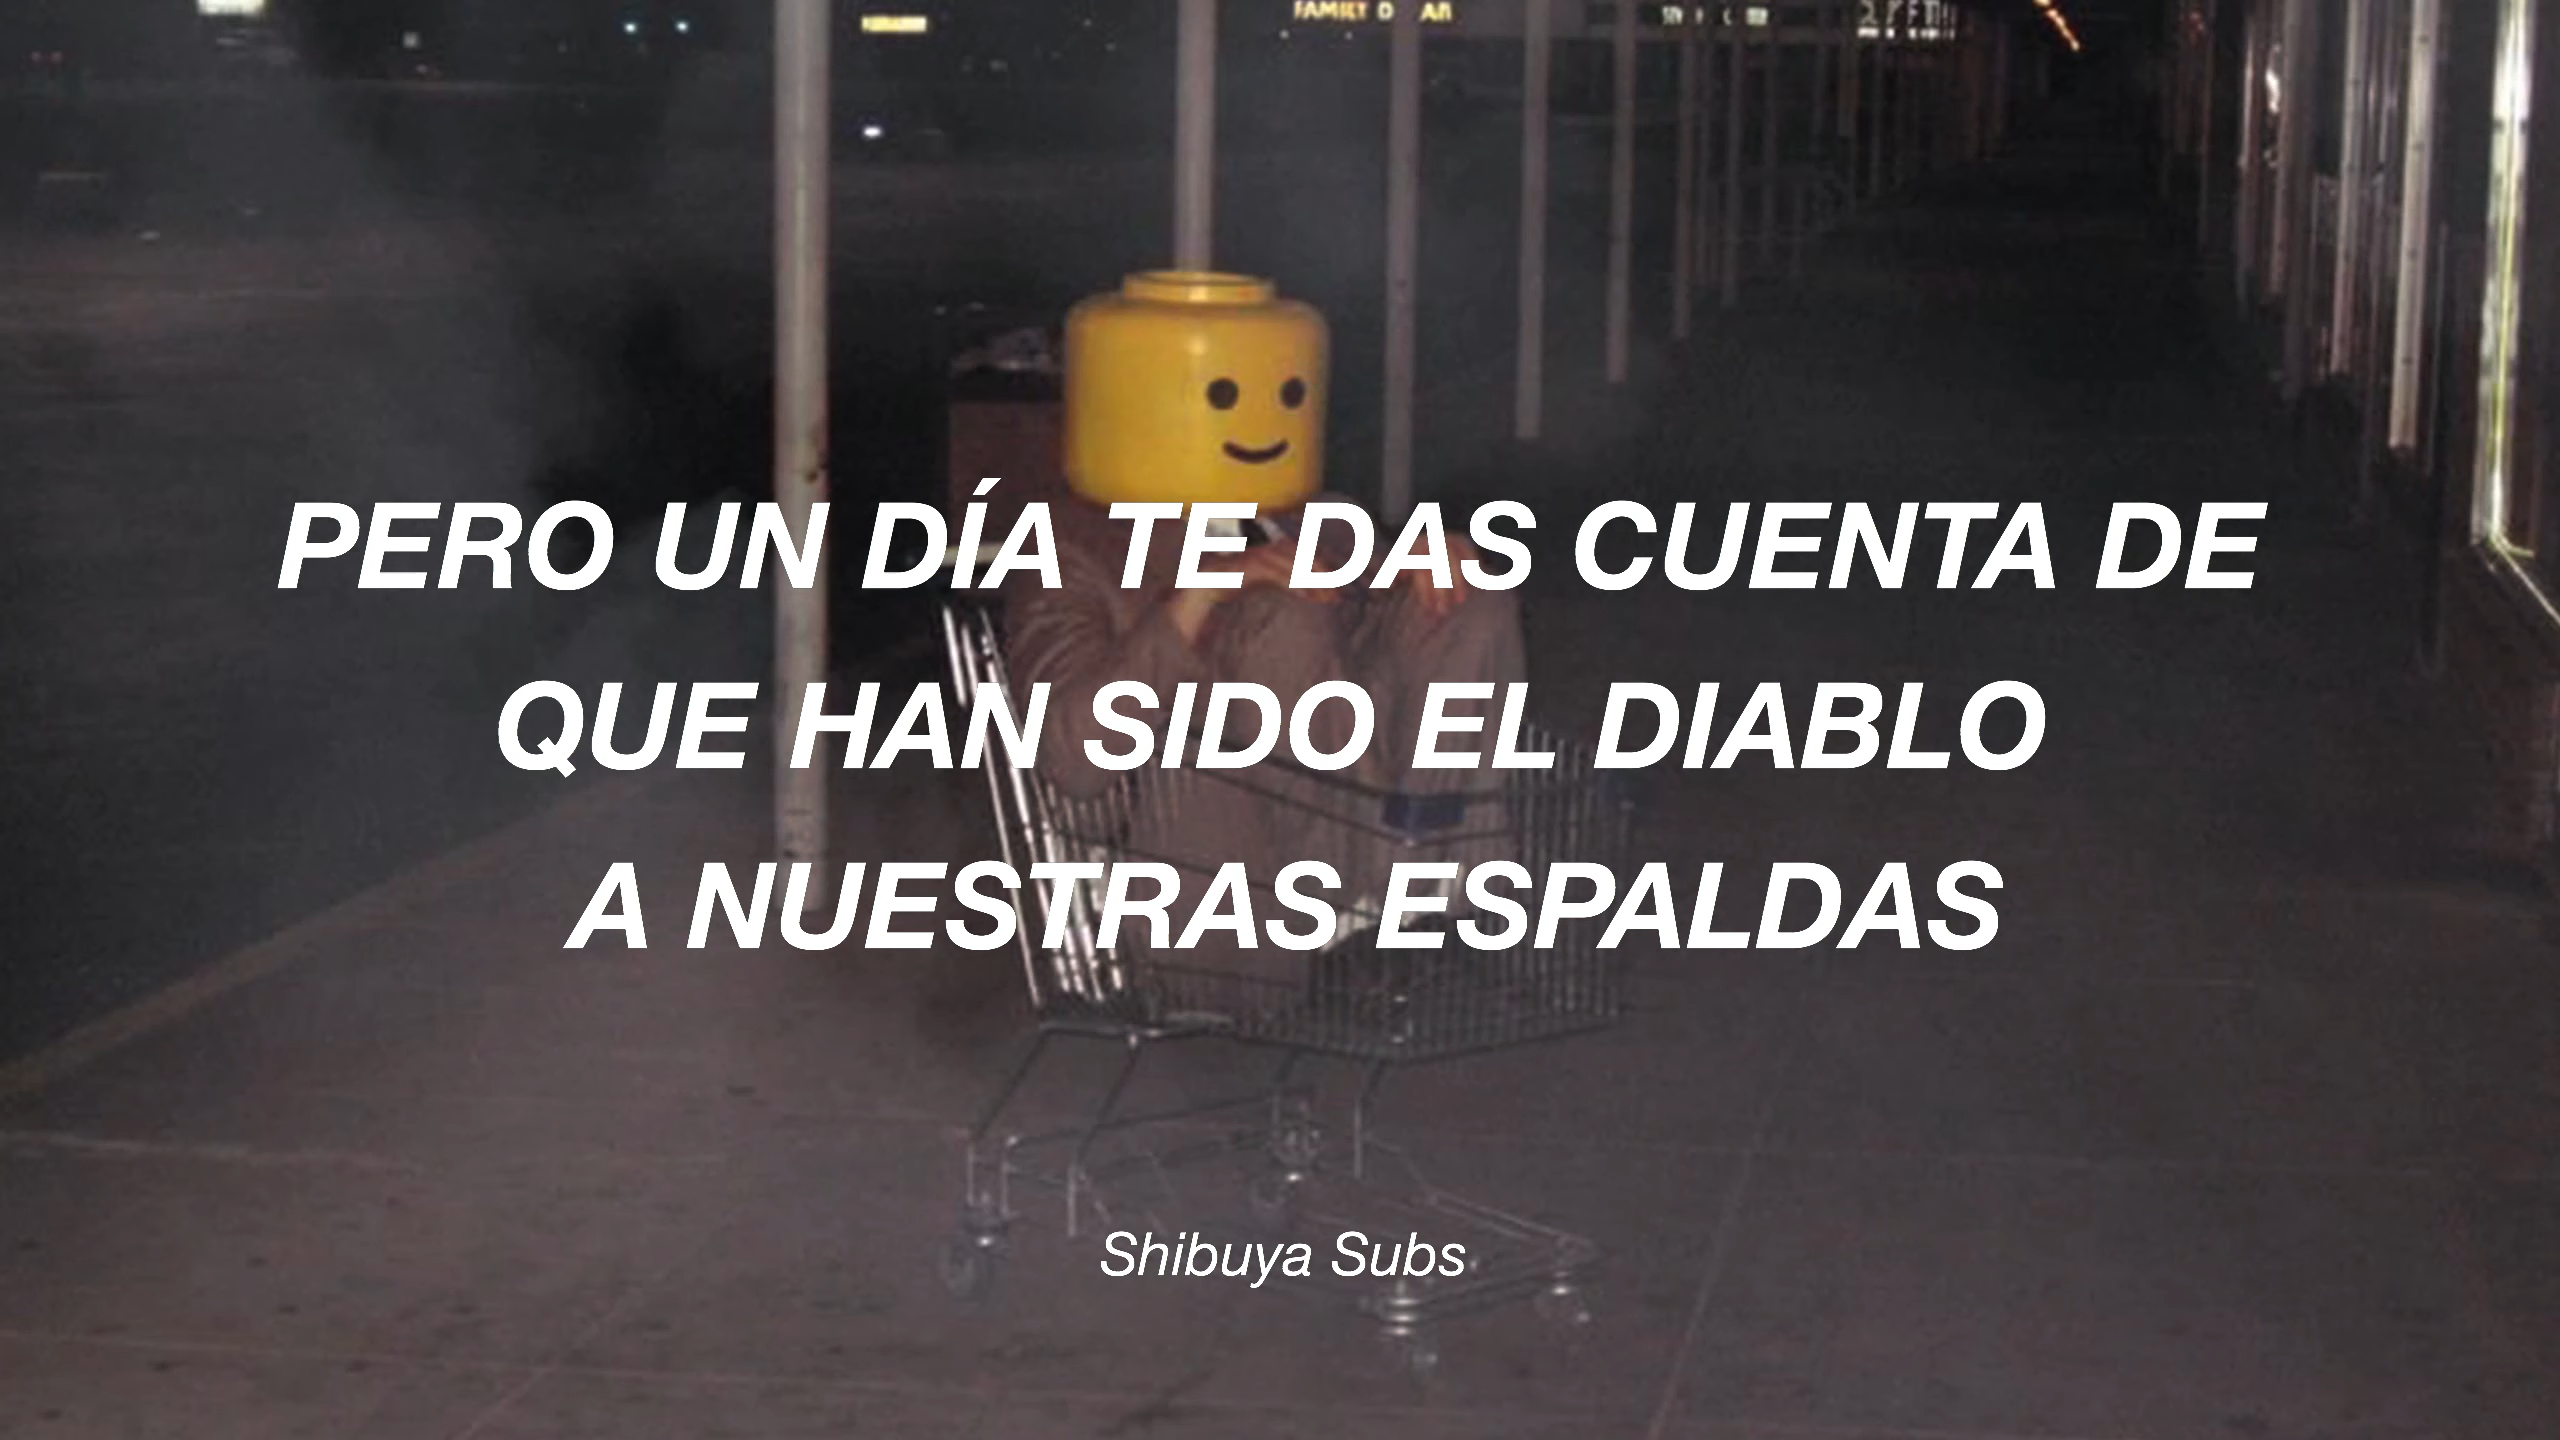 PERO UN DÍA TE DAS CUENTA DE
QUE HAN SIDO EL DIABLO
A NUESTRAS ESPALDAS
Shibuya Subs